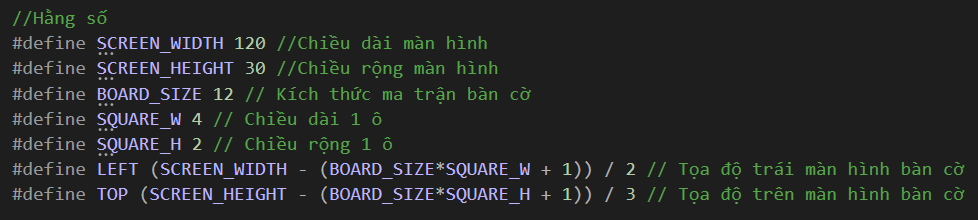 //Hằng số
#define SCREEN_WIDTH 120 //Chiều dài màn hình
#define SCREEN_HEIGHT 30 //Chiều rộng màn hình
#define BOARD_SIZE 12 // Kích thức ma trận bàn cờ
#define SQUARE_W 4 // Chiều dài 1 ô
#define SQUARE_H 2 // Chiều rộng 1 ô
#define LEFT (SCREEN_WIDTH - (BOARD_SIZE*SQUARE_W + 1)) / 2 // Tọa độ trái màn hình bàn cờ
#define TOP (SCREEN_HEIGHT - (BOARD_SIZE*SQUARE_H + 1)) / 3 // Tọa độ trên màn hình bàn cờ